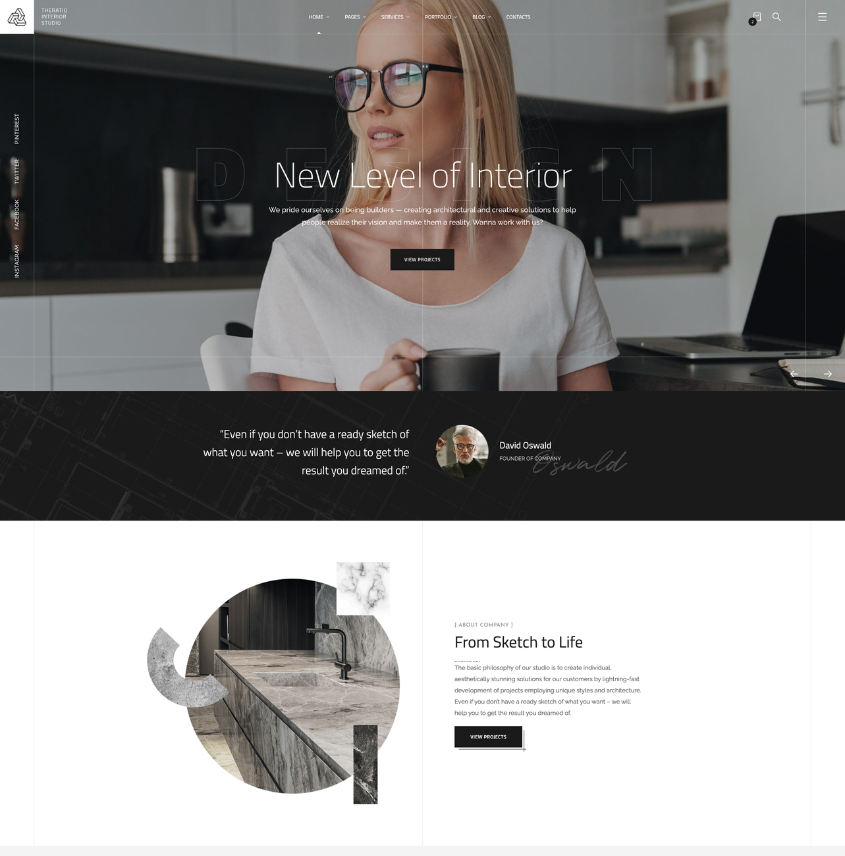 THERATIO
INTERIOR
STUDIO
HOME
PAGES
SERVICES
PORTFOLIO
BLOG
CONTACTS
2
PINTEREST
TWITTER
FACEBOOK
INSTAGRAM
DESIGN
New Level of Interior
We pride ourselves on being builders — creating architectural and creative solutions to help
people realize their vision and make them a reality. Wanna work with us?
VIEW PROJECTS
“Even if you don’t have a ready sketch of
what you want – we will help you to get the
result you dreamed of.”
David Oswald
FOUNDER OF COMPANY
Oswald
[ ABOUT COMPANY ]
From Sketch to Life
The basic philosophy of our studio is to create individual,
aesthetically stunning solutions for our customers by lightning-fast
development of projects employing unique styles and architecture.
Even if you don’t have a ready sketch of what you want – we will
help you to get the result you dreamed of.
VIEW PROJECTS